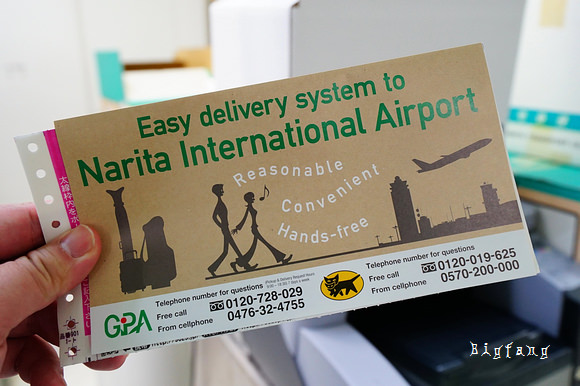 Easy delivery system to
Narita International Airport
Reasonable
Convenient
Hands-free
Telephone number for questions
Free call 0120-728-029
From cellphone 0476-32-4755
GPA
Telephone number for questions
Free call 0120-019-625
From cellphone 0570-200-000
Bigfang